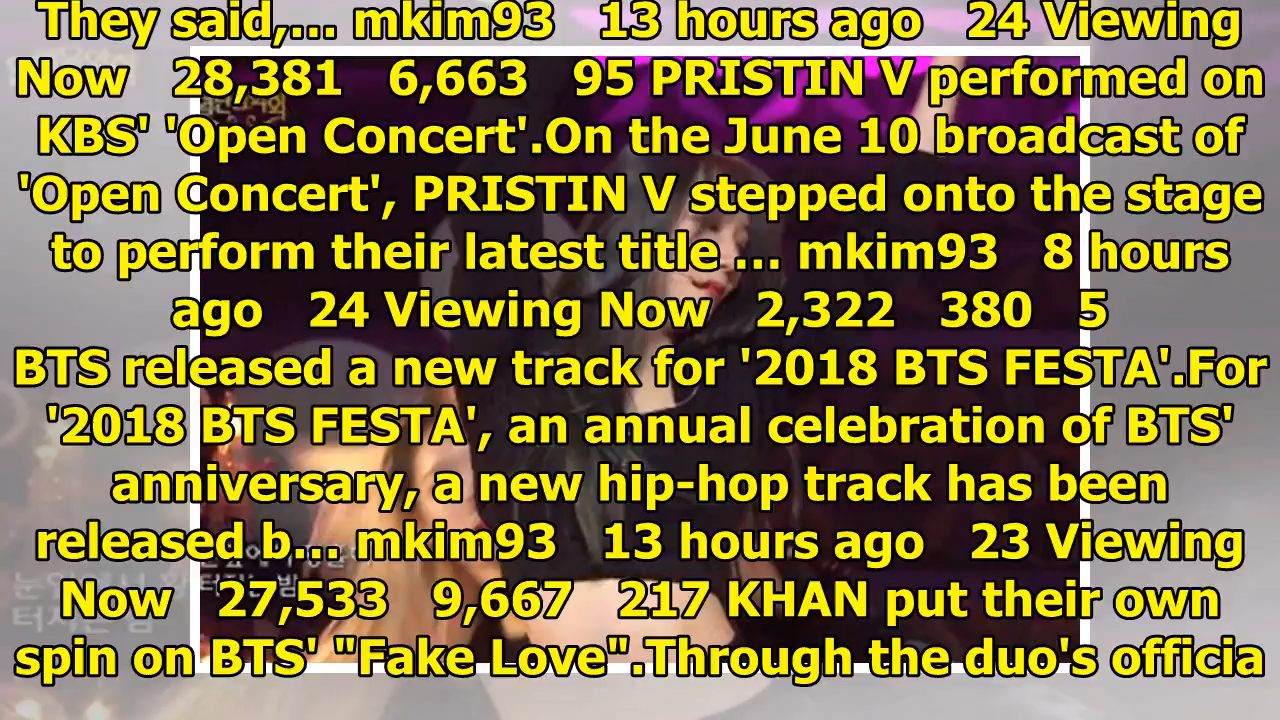 They said,... mkim93 13 hours ago 24 Viewing
Now 28,381 6,663 95 PRISTIN V performed on
KBS' 'Open Concert'.On the June 10 broadcast of
'Open Concert', PRISTIN V stepped onto the stage
to perform their latest title ... mkim93 8 hours
ago 24 Viewing Now 2,322 380 5
BTS released a new track for '2018 BTS FESTA'.For
'2018 BTS FESTA', an annual celebration of BTS'
anniversary, a new hip-hop track has been
released b... mkim93 13 hours ago 23 Viewing
Now 27,533 9,667 217 KHAN put their own
spin on BTS' "Fake Love".Through the duo's officia